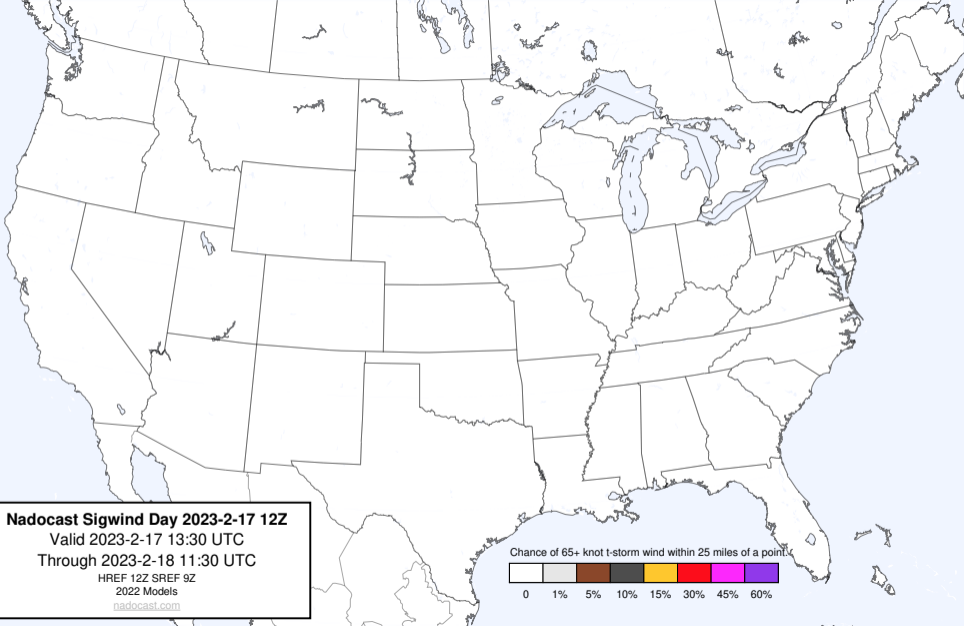 Nadocast Sigwind Day 2023-2-17 12Z
Valid 2023-2-17 13:30 UTC
Through 2023-2-18 11:30 UTC
HREF 12Z SREF 9Z
2022 Models
nadocast.com
Chance of 65+ knot t-storm wind within 25 miles of a point.
0 1% 5% 10% 15% 30% 45% 60%